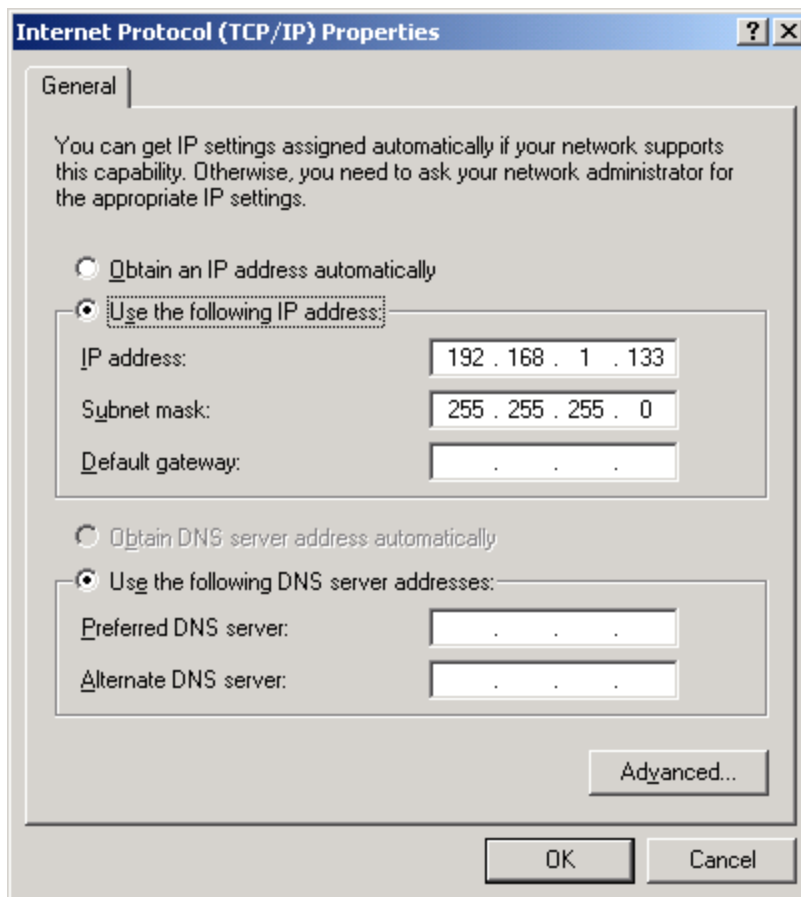 Internet Protocol (TCP/IP) Properties
General
You can get IP settings assigned automatically if your network supports
this capability. Otherwise, you need to ask your network administrator for
the appropriate IP settings.
Obtain an IP address automatically
Use the following IP address:
IP address: 192 . 168 . 1 . 133
Subnet mask: 255 . 255 . 255 . 0
Default gateway: . . .
Obtain DNS server address automatically
Use the following DNS server addresses:
Preferred DNS server: . . .
Alternate DNS server: . . .
Advanced...
OK Cancel